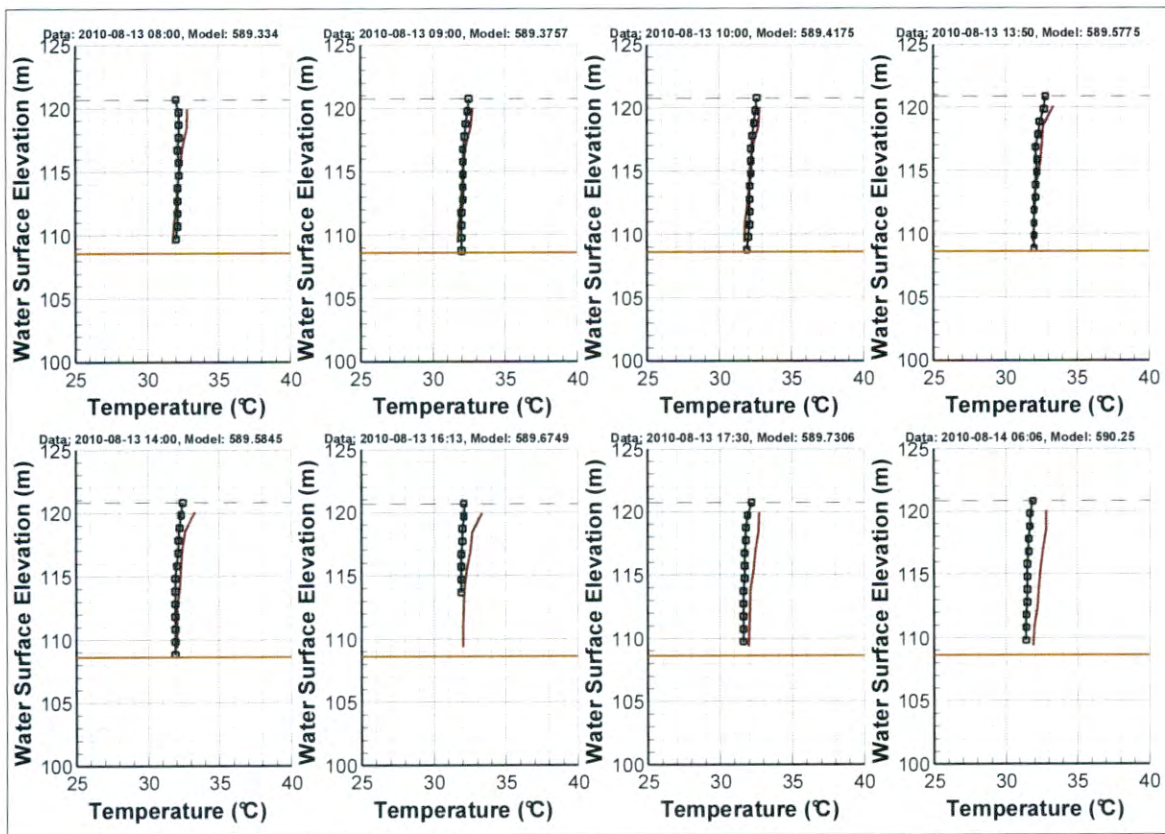 Data: 2010-08-13 08:00, Model: 589.334
Water Surface Elevation (m)
125
120
115
110
105
100
25 30 35 40
Temperature (°C)
Data: 2010-08-13 09:00, Model: 589.3757
Water Surface Elevation (m)
125
120
115
110
105
100
25 30 35 40
Temperature (°C)
Data: 2010-08-13 10:00, Model: 589.4175
Water Surface Elevation (m)
125
120
115
110
105
100
25 30 35 40
Temperature (°C)
Data: 2010-08-13 13:50, Model: 589.5775
Water Surface Elevation (m)
125
120
115
110
105
100
25 30 35 40
Temperature (°C)
Data: 2010-08-13 14:00, Model: 589.5845
Water Surface Elevation (m)
125
120
115
110
105
100
25 30 35 40
Temperature (°C)
Data: 2010-08-13 16:13, Model: 589.6749
Water Surface Elevation (m)
125
120
115
110
105
100
25 30 35 40
Temperature (°C)
Data: 2010-08-13 17:30, Model: 589.7306
Water Surface Elevation (m)
125
120
115
110
105
100
25 30 35 40
Temperature (°C)
Data: 2010-08-14 06:06, Model: 590.25
Water Surface Elevation (m)
125
120
115
110
105
100
25 30 35 40
Temperature (°C)